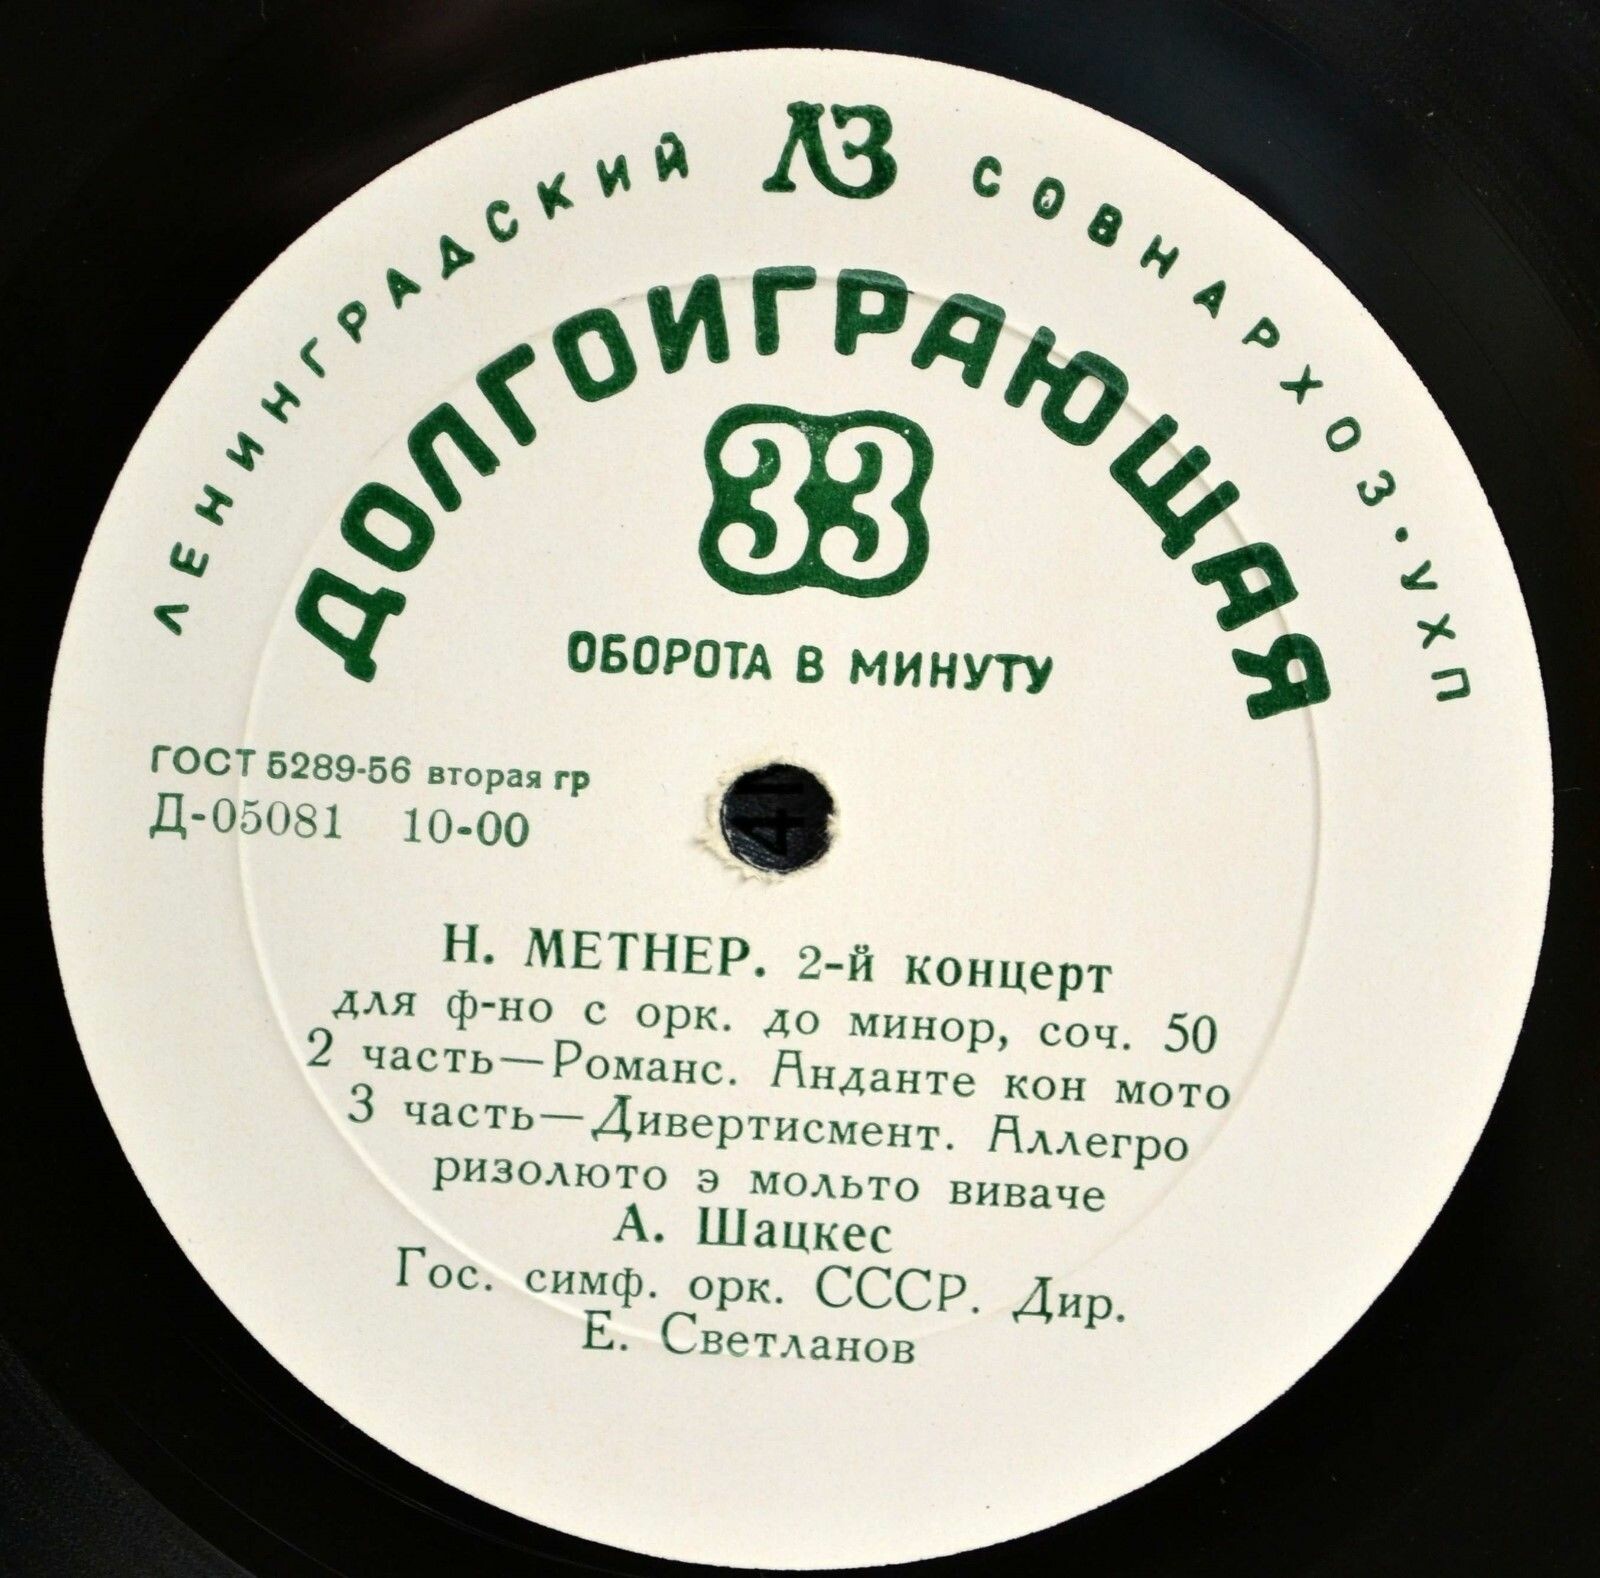 ЛЕНИНГРАДСКИЙ ЛЗ СОВНАРХОЗ·УХП
ДОЛГОИГРАЮЩАЯ
33
ОБОРОТА В МИНУТУ
ГОСТ 5289-56 вторая гр
Д-05081 10-00
Н. МЕТНЕР. 2-й концерт
для ф-но с орк. до минор, соч. 50
2 часть—Романс. Анданте кон мото
3 часть—Дивертисмент. Аллегро
ризолюто э мольто виваче
А. Шацкес
Гос. симф. орк. СССР. Дир.
Е. Светланов